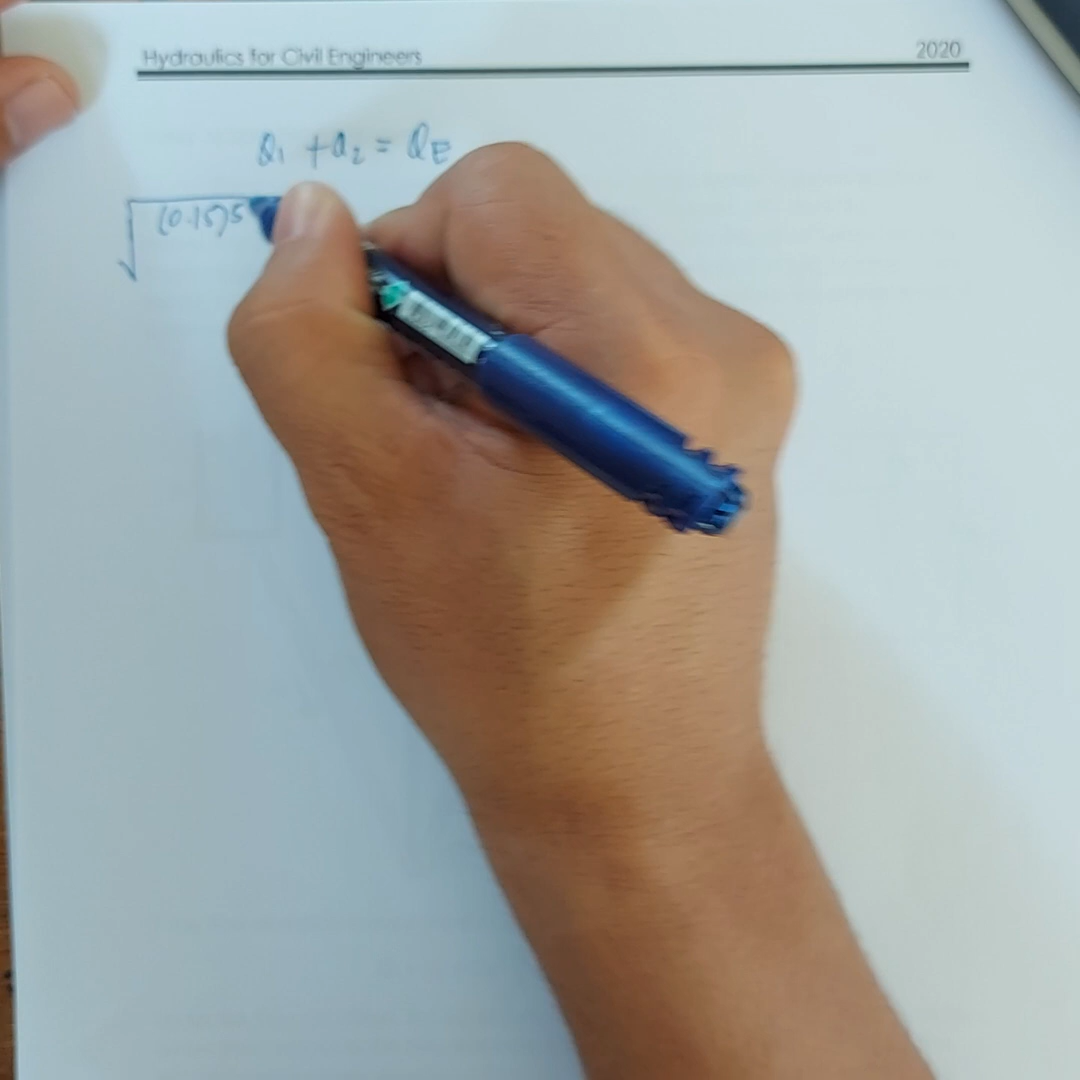 Hydraulics for Civil Engineers 2020
Q₁ + Q₂ = QE
√(0.15)5